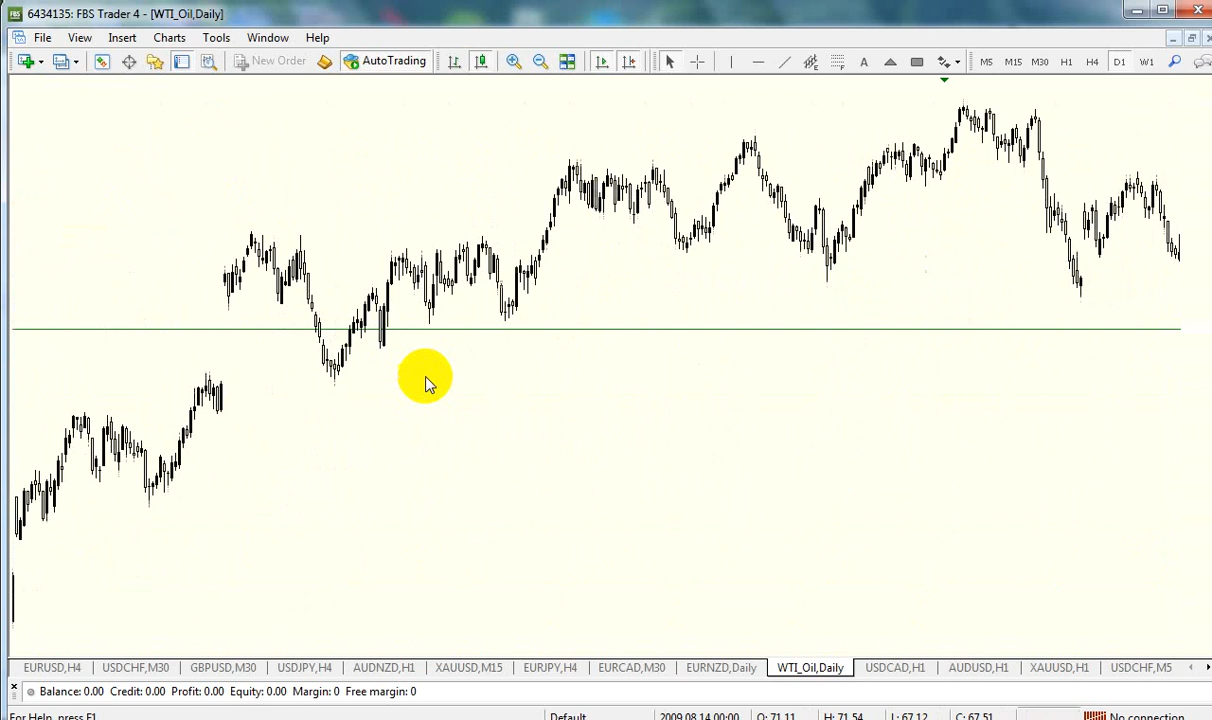 6434135: FBS Trader 4 - [WTI_Oil,Daily]
File View Insert Charts Tools Window Help
New Order AutoTrading A M5 M15 M30 H1 H4 D1 W1
EURUSD,H4 USDCHF,M30 GBPUSD,M30 USDJPY,H4 AUDNZD,H1 XAUUSD,M15 EURJPY,H4 EURCAD,M30 EURNZD,Daily WTI_Oil,Daily USDCAD,H1 AUDUSD,H1 XAUUSD,H1 USDCHF,M5
Balance: 0.00 Credit: 0.00 Profit: 0.00 Equity: 0.00 Margin: 0 Free margin: 0
For Help, press F1 Default 2009.08.14 00:00 O: 71.11 H: 71.54 L: 67.12 C: 67.51 No connection